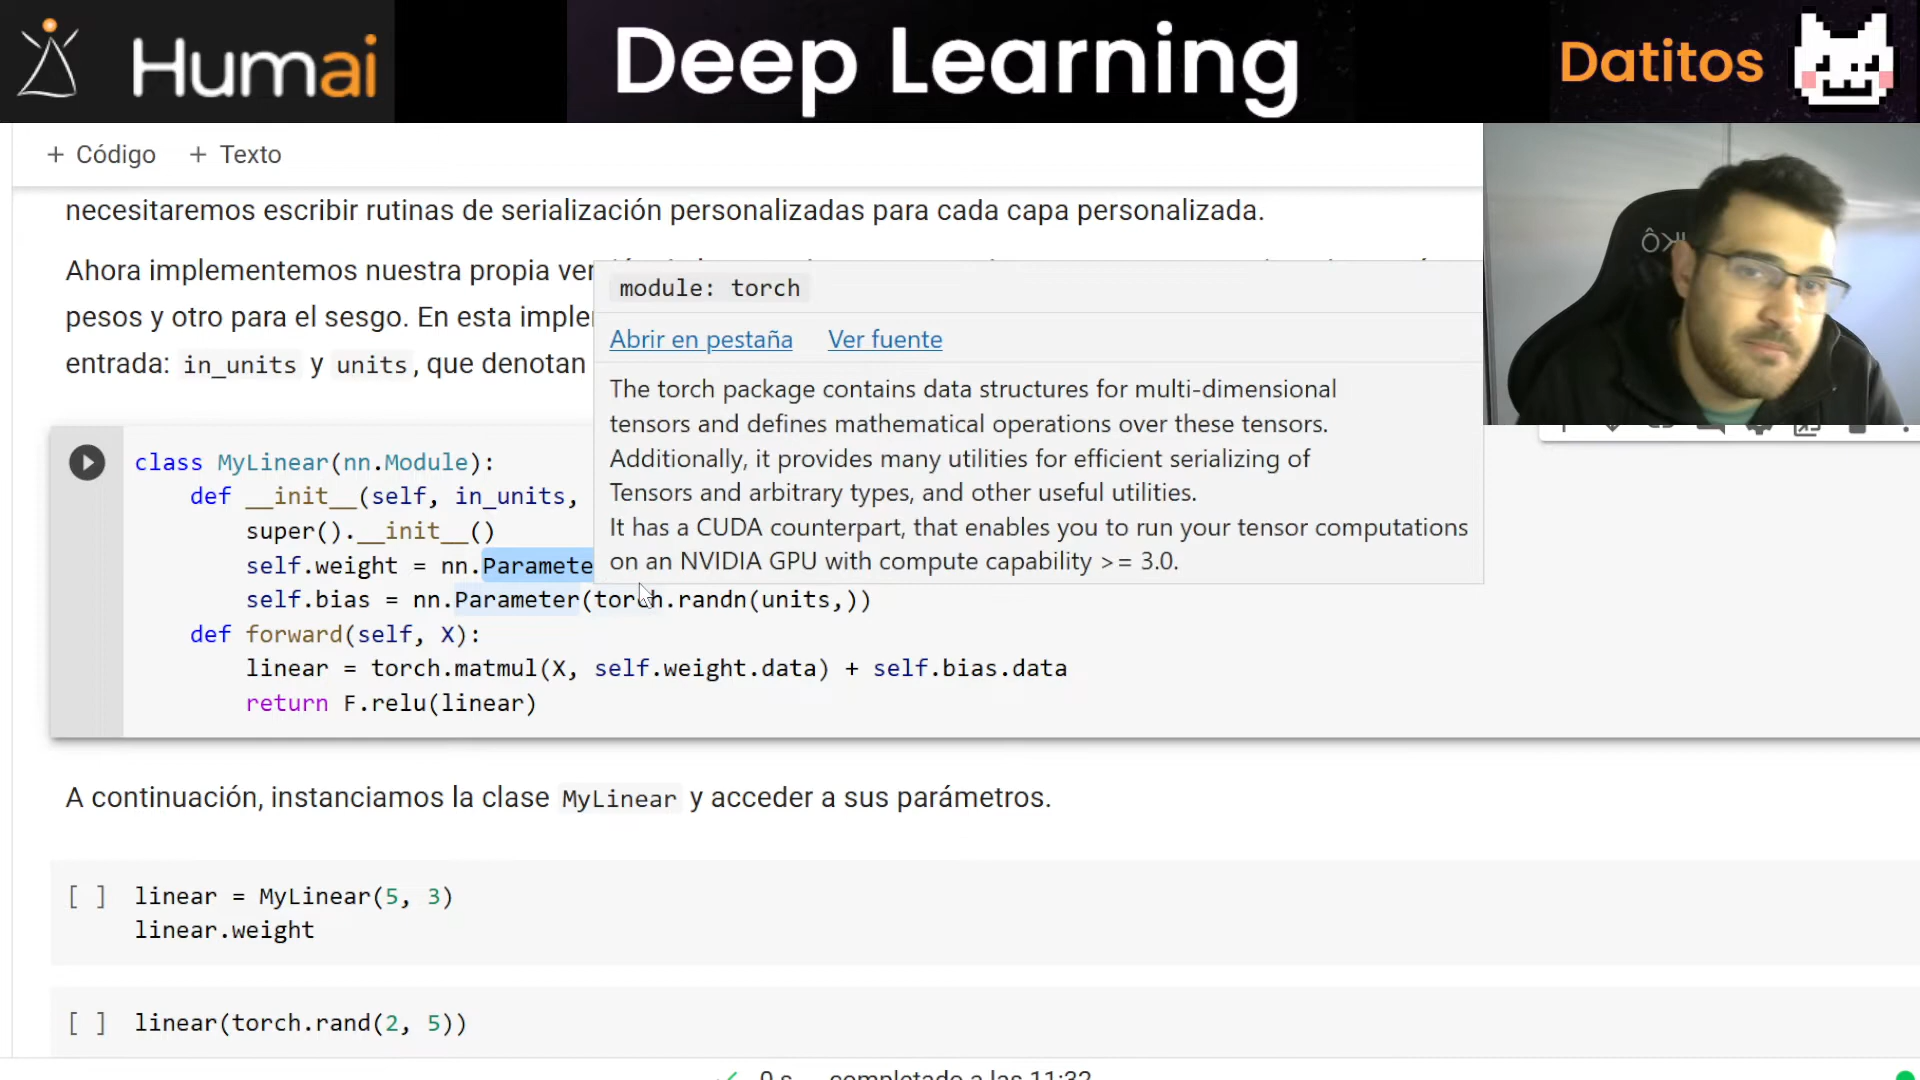 Humai
Deep Learning
Datitos
+ Código + Texto
necesitaremos escribir rutinas de serialización personalizadas para cada capa personalizada.
Ahora implementemos nuestra propia
pesos y otro para el sesgo. En esta
entrada: in_units y units, que denotan
module: torch
Abrir en pestaña Ver fuente
The torch package contains data structures for multi-dimensional
tensors and defines mathematical operations over these tensors.
Additionally, it provides many utilities for efficient serializing of
Tensors and arbitrary types, and other useful utilities.
It has a CUDA counterpart, that enables you to run your tensor computations
on an NVIDIA GPU with compute capability >= 3.0.
class MyLinear(nn.Module):
def __init__(self, in_units,
super().__init__()
self.weight = nn.Paramete
self.bias = nn.Parameter(torch.randn(units,))
def forward(self, X):
linear = torch.matmul(X, self.weight.data) + self.bias.data
return F.relu(linear)
A continuación, instanciamos la clase MyLinear y acceder a sus parámetros.
[ ] linear = MyLinear(5, 3)
linear.weight
[ ] linear(torch.rand(2, 5))
0 s completado a las 11:32